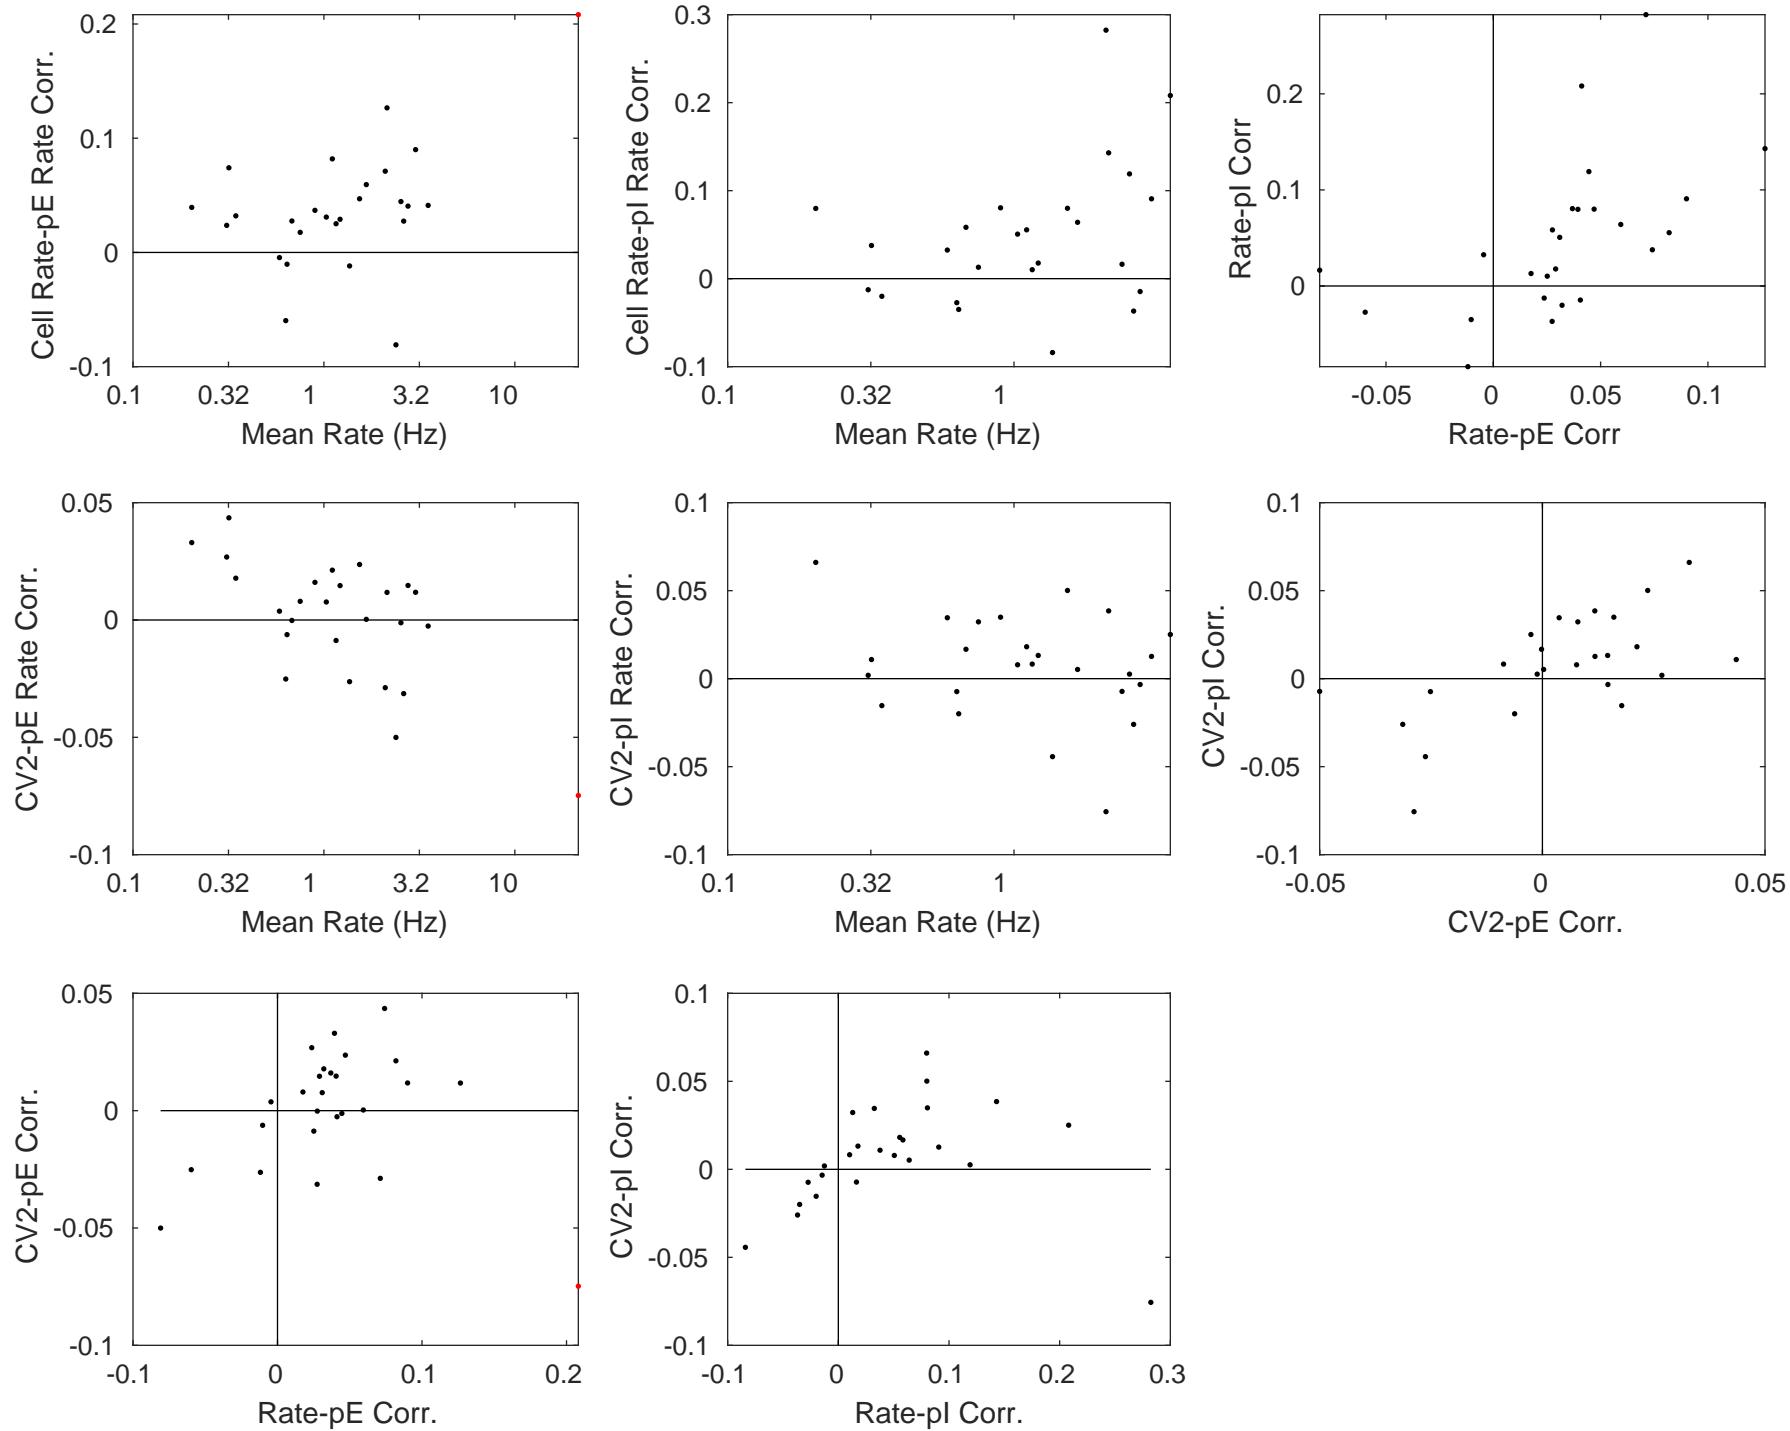 0.2
0.1
0
-0.1
Cell Rate-pE Rate Corr.
0.1 0.32 1 3.2 10
Mean Rate (Hz)
0.3
0.2
0.1
0
-0.1
Cell Rate-pI Rate Corr.
0.1 0.32 1
Mean Rate (Hz)
0.2
0.1
0
Rate-pI Corr
-0.05 0 0.05 0.1
Rate-pE Corr
0.05
0
-0.05
-0.1
CV2-pE Rate Corr.
0.1 0.32 1 3.2 10
Mean Rate (Hz)
0.1
0.05
0
-0.05
-0.1
CV2-pI Rate Corr.
0.1 0.32 1
Mean Rate (Hz)
0.1
0.05
0
-0.05
-0.1
CV2-pI Corr.
-0.05 0 0.05
CV2-pE Corr.
0.05
0
-0.05
-0.1
CV2-pE Corr.
-0.1 0 0.1 0.2
Rate-pE Corr.
0.1
0.05
0
-0.05
-0.1
CV2-pI Corr.
-0.1 0 0.1 0.2 0.3
Rate-pI Corr.